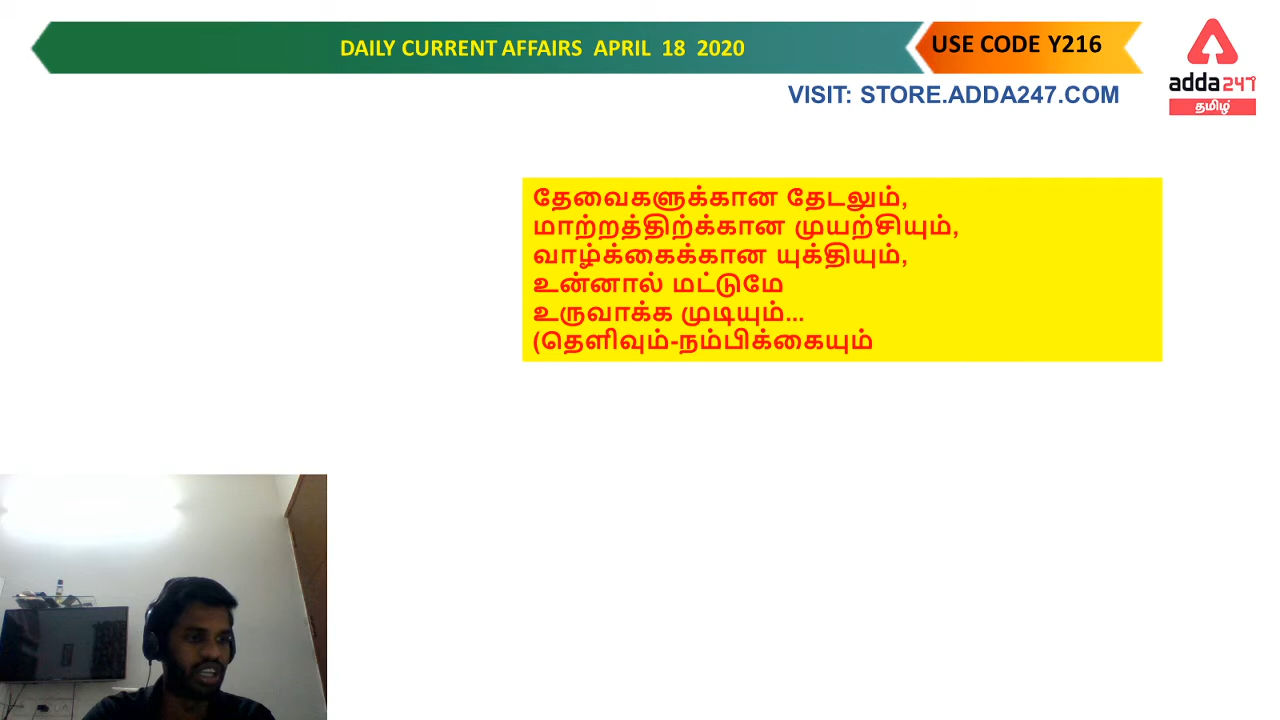 DAILY CURRENT AFFAIRS APRIL 18 2020
USE CODE Y216
VISIT: STORE.ADDA247.COM
adda247
தமிழ்
தேவைகளுக்கான தேடலும்,
மாற்றத்திற்க்கான முயற்சியும்,
வாழ்க்கைக்கான யுக்தியும்,
உன்னால் மட்டுமே
உருவாக்க முடியும்...
(தெளிவும்-நம்பிக்கையும்